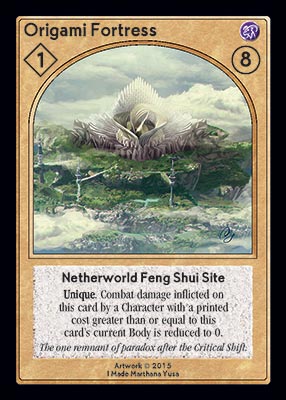 Origami Fortress
1
8
Netherworld Feng Shui Site
Unique. Combat damage inflicted on
this card by a Character with a printed
cost greater than or equal to this
card's current Body is reduced to 0.
The one remnant of paradox after the Critical Shift.
Artwork © 2015
I Made Marthana Yusa